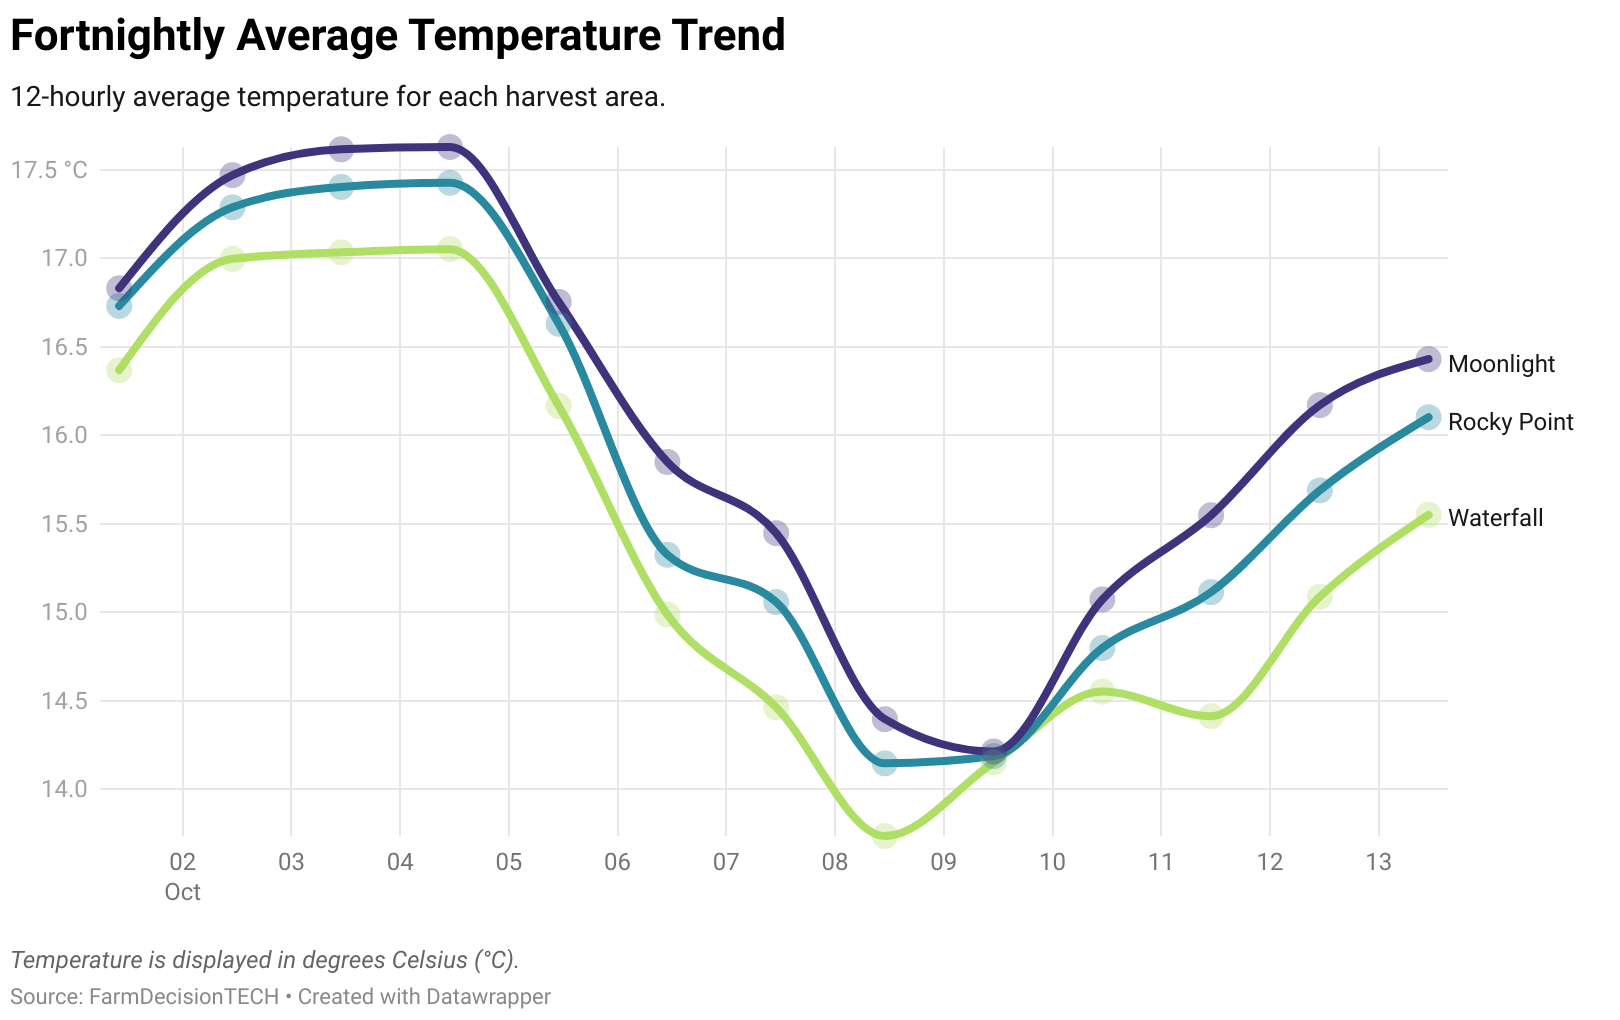 Fortnightly Average Temperature Trend
12-hourly average temperature for each harvest area.
17.5 °C
17.0
16.5
16.0
15.5
15.0
14.5
14.0
Moonlight
Rocky Point
Waterfall
02 03 04 05 06 07 08 09 10 11 12 13
Oct
Temperature is displayed in degrees Celsius (°C).
Source: FarmDecisionTECH • Created with Datawrapper